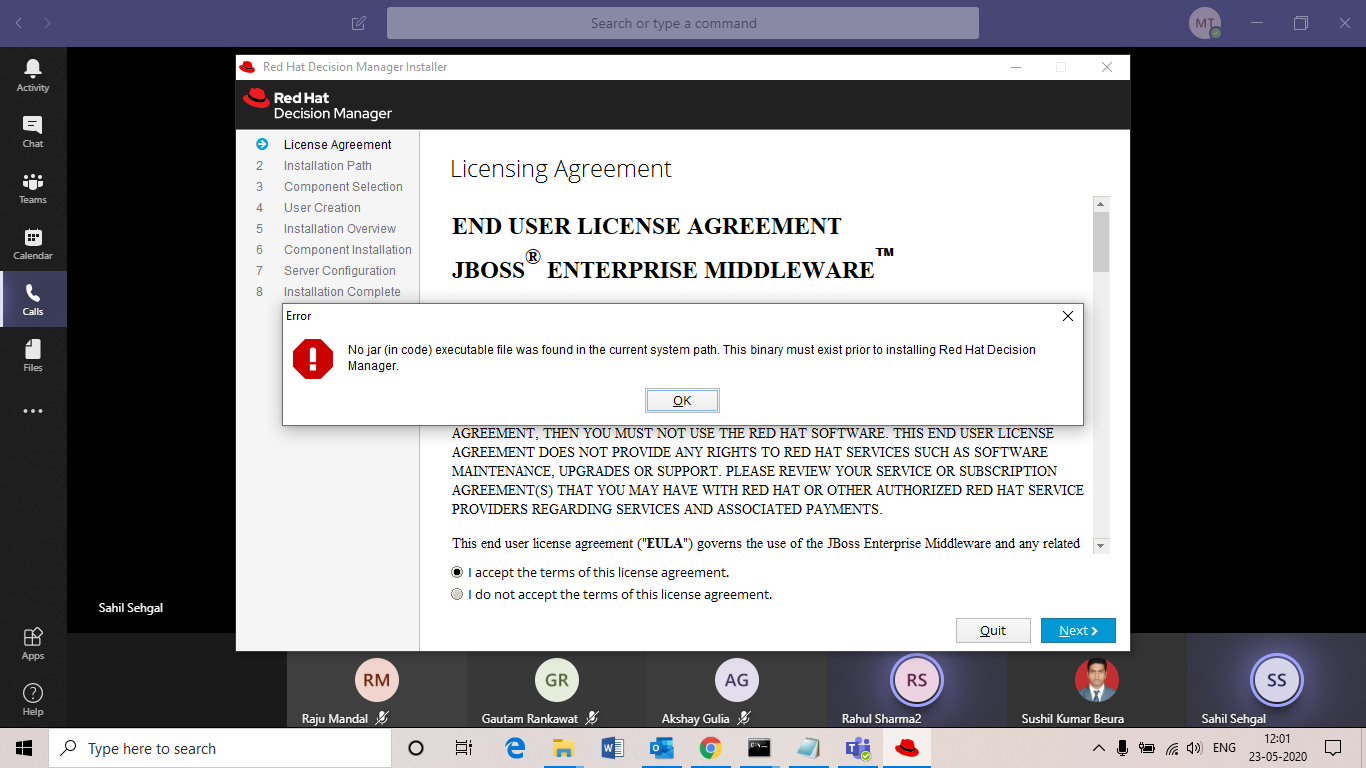 Search or type a command
MT
Activity
Chat
Teams
Calendar
Calls
Files
Apps
Help
Red Hat Decision Manager Installer
Red Hat
Decision Manager
License Agreement
2 Installation Path
3 Component Selection
4 User Creation
5 Installation Overview
6 Component Installation
7 Server Configuration
8 Installation Complete
Licensing Agreement
END USER LICENSE AGREEMENT
JBOSS® ENTERPRISE MIDDLEWARE™
Error
No jar (in code) executable file was found in the current system path. This binary must exist prior to installing Red Hat Decision
Manager.
OK
AGREEMENT, THEN YOU MUST NOT USE THE RED HAT SOFTWARE. THIS END USER LICENSE
AGREEMENT DOES NOT PROVIDE ANY RIGHTS TO RED HAT SERVICES SUCH AS SOFTWARE
MAINTENANCE, UPGRADES OR SUPPORT. PLEASE REVIEW YOUR SERVICE OR SUBSCRIPTION
AGREEMENT(S) THAT YOU MAY HAVE WITH RED HAT OR OTHER AUTHORIZED RED HAT SERVICE
PROVIDERS REGARDING SERVICES AND ASSOCIATED PAYMENTS.
This end user license agreement ("EULA") governs the use of the JBoss Enterprise Middleware and any related
I accept the terms of this license agreement.
I do not accept the terms of this license agreement.
Quit
Next
Sahil Sehgal
RM
Raju Mandal
GR
Gautam Rankawat
AG
Akshay Gulia
RS
Rahul Sharma2
Sushil Kumar Beura
SS
Sahil Sehgal
Type here to search
ENG
12:01
23-05-2020